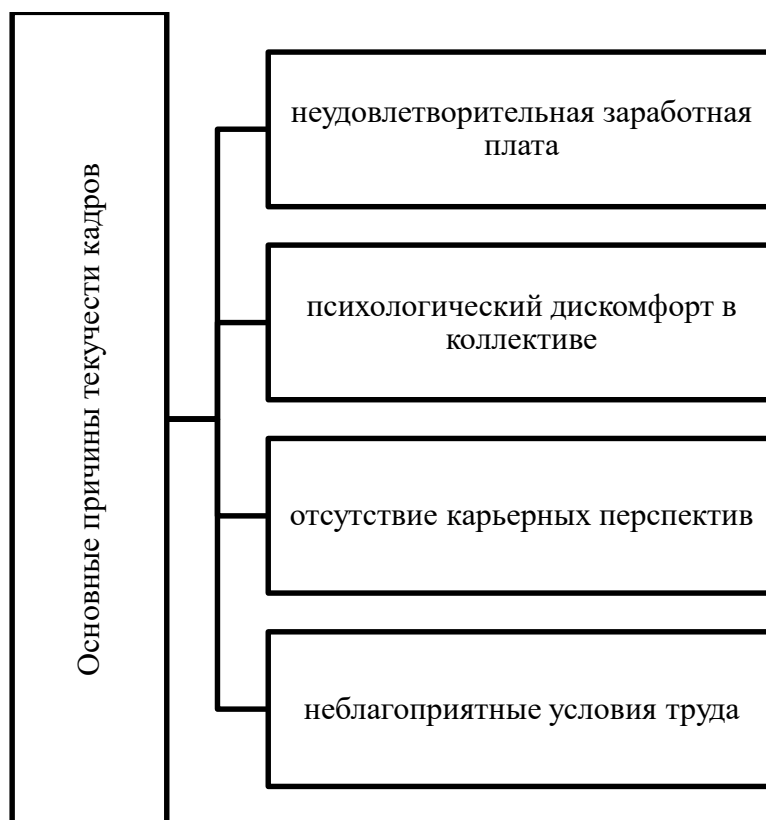 Основные причины текучести кадров
неудовлетворительная заработная
плата
психологический дискомфорт в
коллективе
отсутствие карьерных перспектив
неблагоприятные условия труда